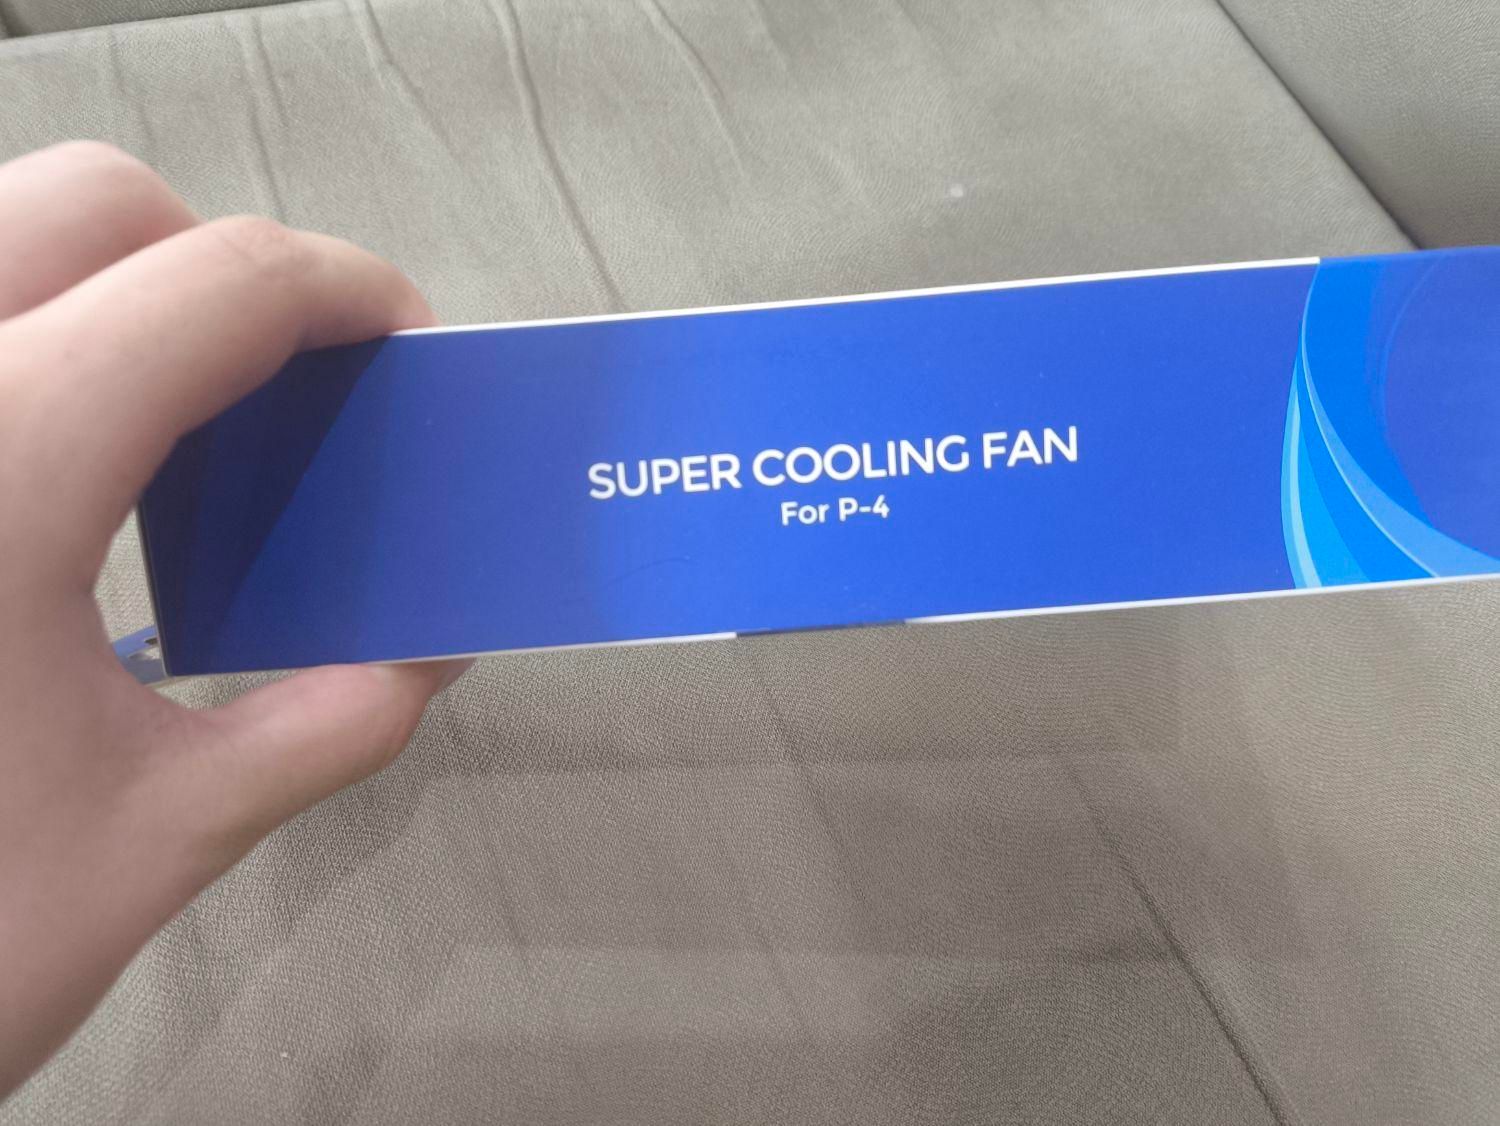 SUPER COOLING FAN
For P-4